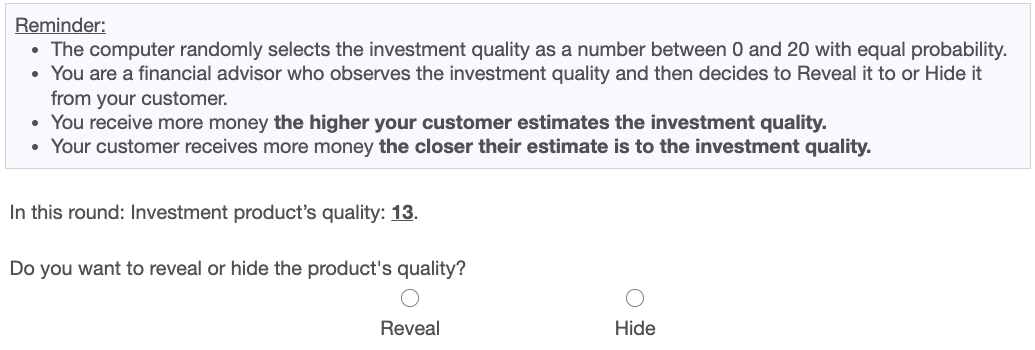 Reminder:
• The computer randomly selects the investment quality as a number between 0 and 20 with equal probability.
• You are a financial advisor who observes the investment quality and then decides to Reveal it to or Hide it
from your customer.
• You receive more money the higher your customer estimates the investment quality.
• Your customer receives more money the closer their estimate is to the investment quality.
In this round: Investment product’s quality: 13.
Do you want to reveal or hide the product's quality?
Reveal Hide